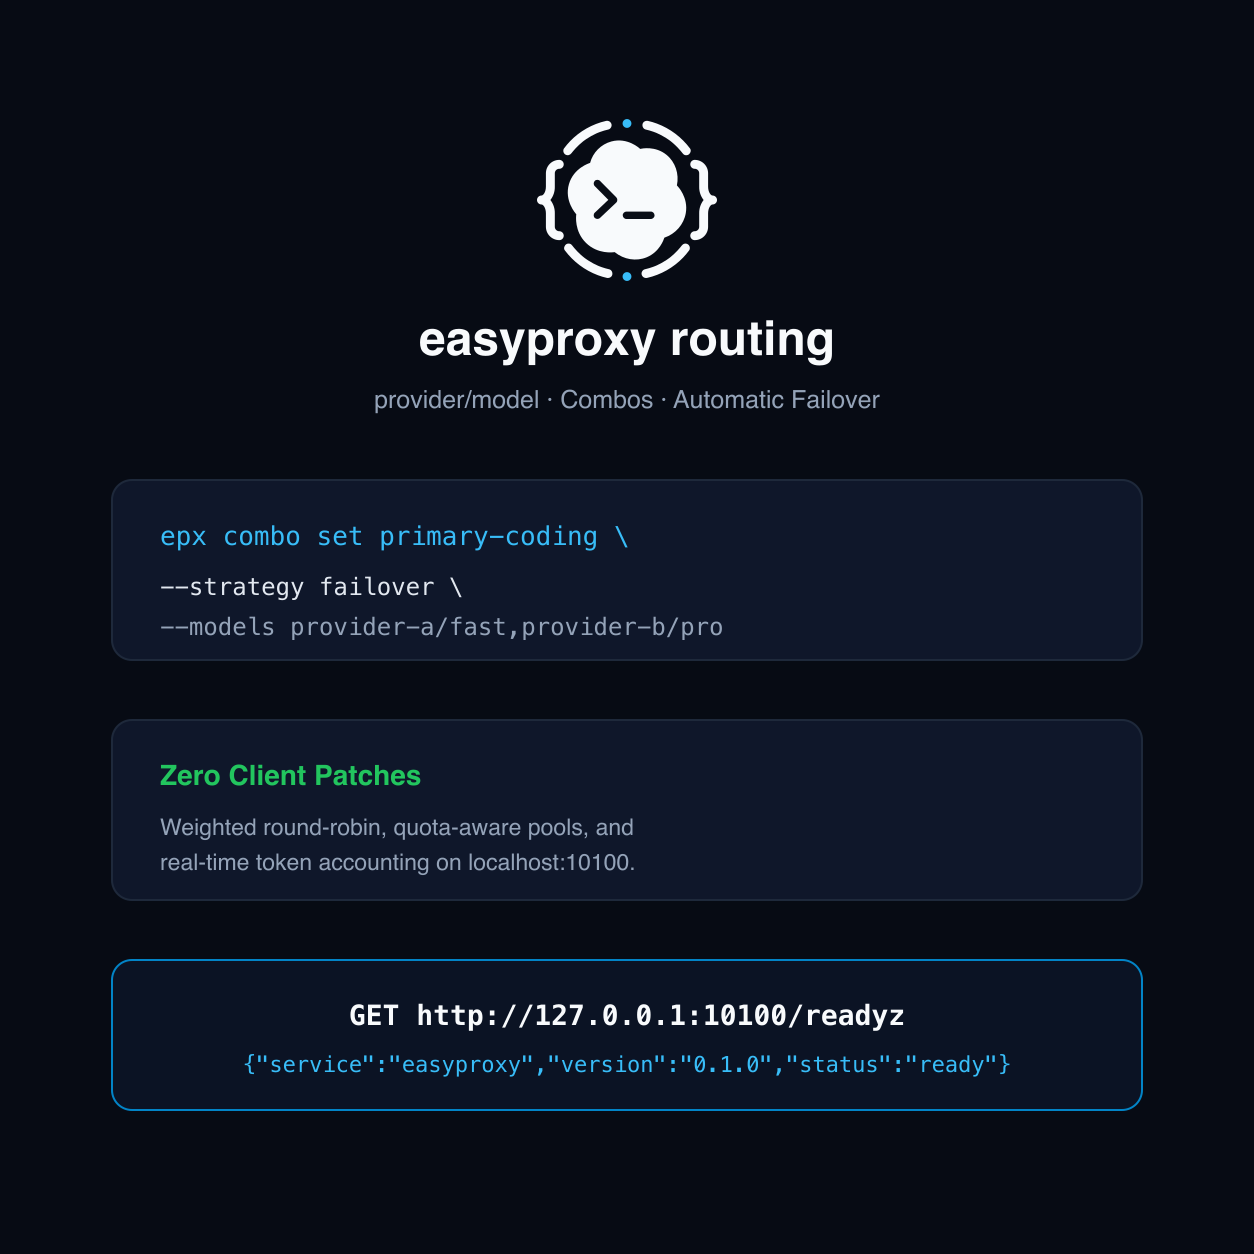 easyproxy routing
provider/model · Combos · Automatic Failover
epx combo set primary-coding \
--strategy failover \
--models provider-a/fast,provider-b/pro
Zero Client Patches
Weighted round-robin, quota-aware pools, and
real-time token accounting on localhost:10100.
GET http://127.0.0.1:10100/readyz
{"service":"easyproxy","version":"0.1.0","status":"ready"}